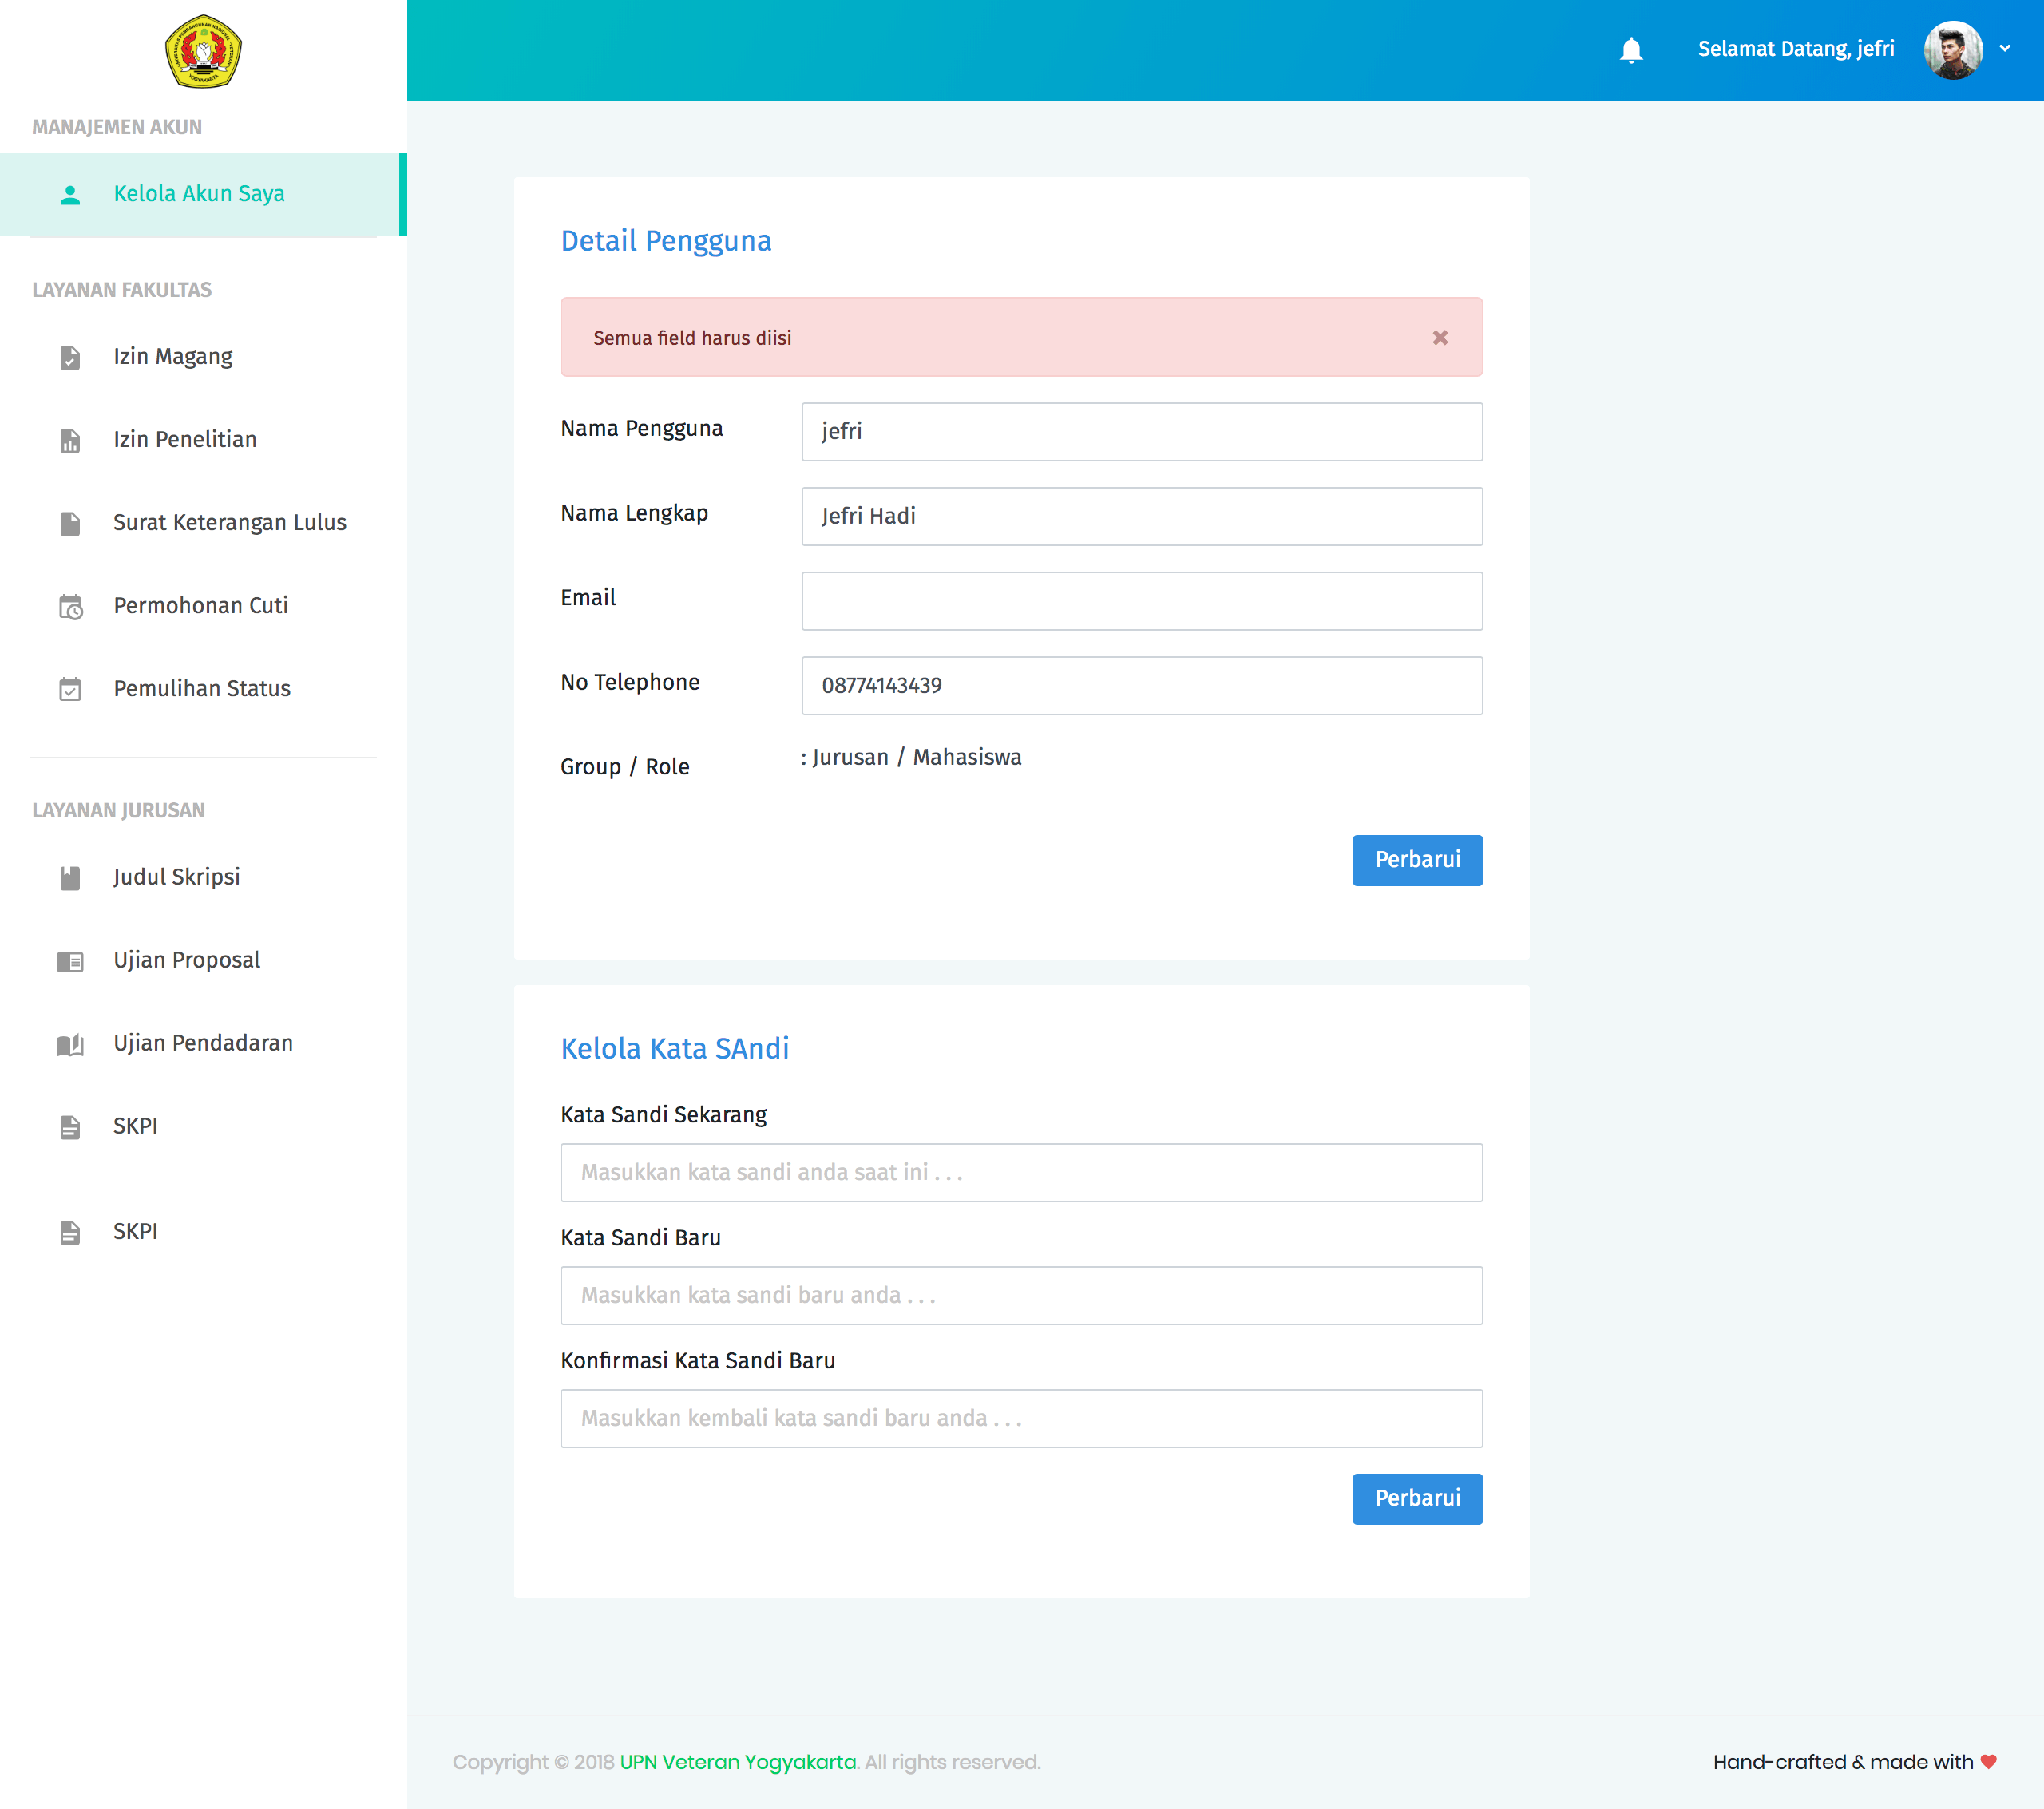 Selamat Datang, jefri
MANAJEMEN AKUN
Kelola Akun Saya
LAYANAN FAKULTAS
Izin Magang
Izin Penelitian
Surat Keterangan Lulus
Permohonan Cuti
Pemulihan Status
LAYANAN JURUSAN
Judul Skripsi
Ujian Proposal
Ujian Pendadaran
SKPI
SKPI
Detail Pengguna
Semua field harus diisi
Nama Pengguna
jefri
Nama Lengkap
Jefri Hadi
Email
No Telephone
08774143439
Group / Role
: Jurusan / Mahasiswa
Perbarui
Kelola Kata SAndi
Kata Sandi Sekarang
Masukkan kata sandi anda saat ini . . .
Kata Sandi Baru
Masukkan kata sandi baru anda . . .
Konfirmasi Kata Sandi Baru
Masukkan kembali kata sandi baru anda . . .
Perbarui
Copyright © 2018 UPN Veteran Yogyakarta. All rights reserved.
Hand-crafted & made with